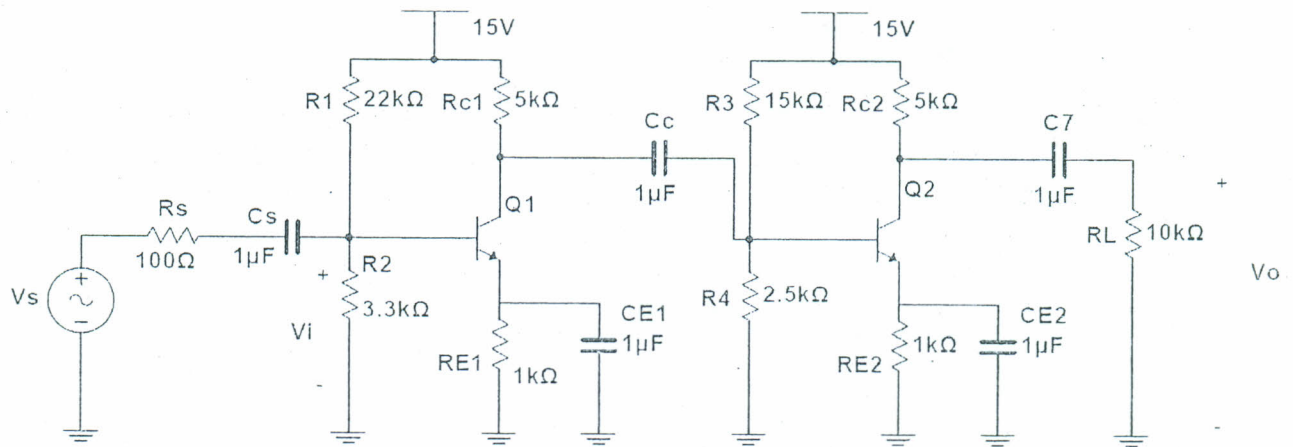 15V
15V
R1
22kΩ
Rc1
5kΩ
R3
15kΩ
Rc2
5kΩ
Cc
1µF
C7
1µF
Q1
Q2
Rs
100Ω
Cs
1µF
R2
3.3kΩ
R4
2.5kΩ
RL
10kΩ
Vs
+
−
+
Vi
-
+
Vo
-
CE1
1µF
RE1
1kΩ
CE2
1µF
RE2
1kΩ